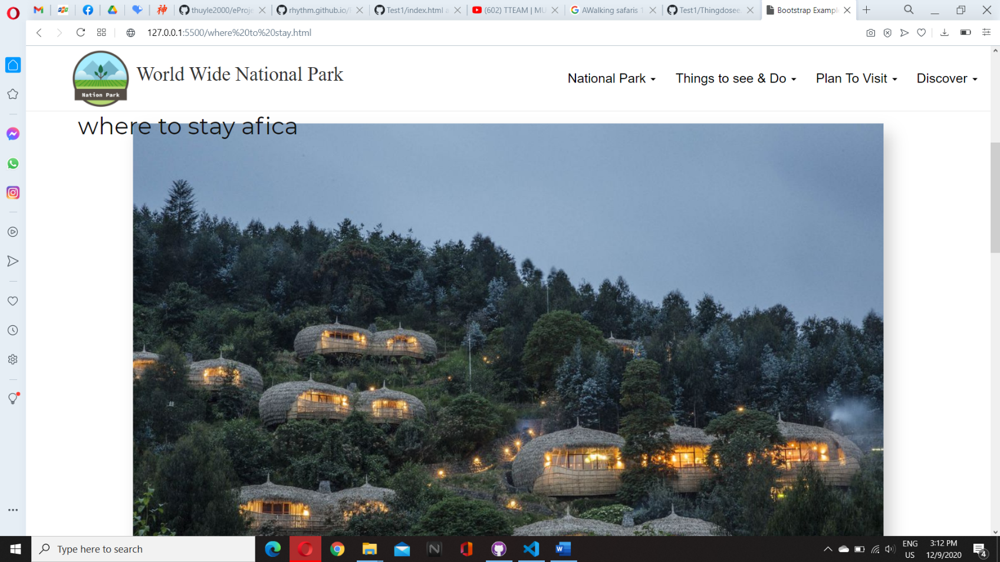 thuyle2000/eProje
rhythm.github.io/
Test1/index.html a
(602) TTEAM | MU
AWalking safaris 1
Test1/Thingdosee.
Bootstrap Exampl
127.0.0.1:5500/where%20to%20stay.html
Nation Park
World Wide National Park
National Park
Things to see & Do
Plan To Visit
Discover
where to stay afica
Type here to search
ENG
US
3:12 PM
12/9/2020
4